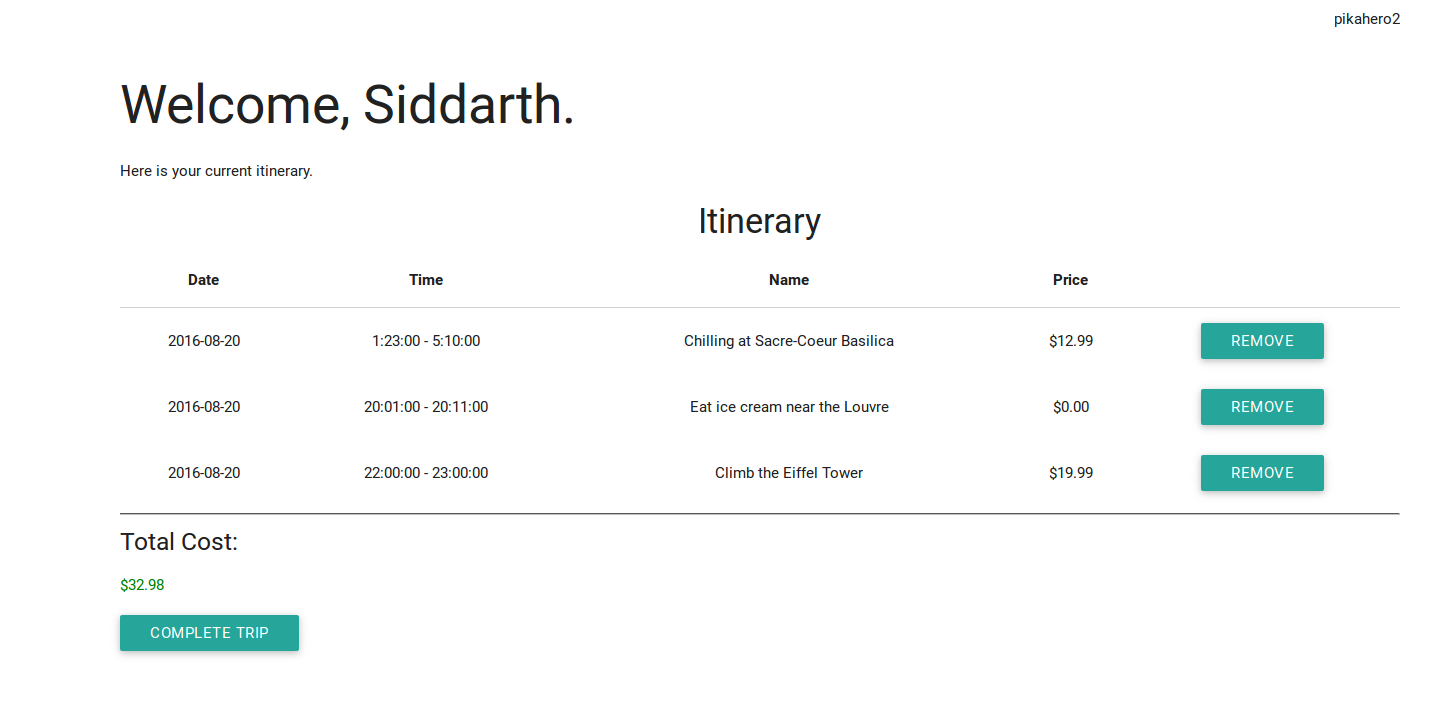 pikahero2
Welcome, Siddarth.
Here is your current itinerary.
Itinerary
Date Time Name Price
2016-08-20 1:23:00 - 5:10:00 Chilling at Sacre-Coeur Basilica $12.99 REMOVE
2016-08-20 20:01:00 - 20:11:00 Eat ice cream near the Louvre $0.00 REMOVE
2016-08-20 22:00:00 - 23:00:00 Climb the Eiffel Tower $19.99 REMOVE
Total Cost:
$32.98
COMPLETE TRIP